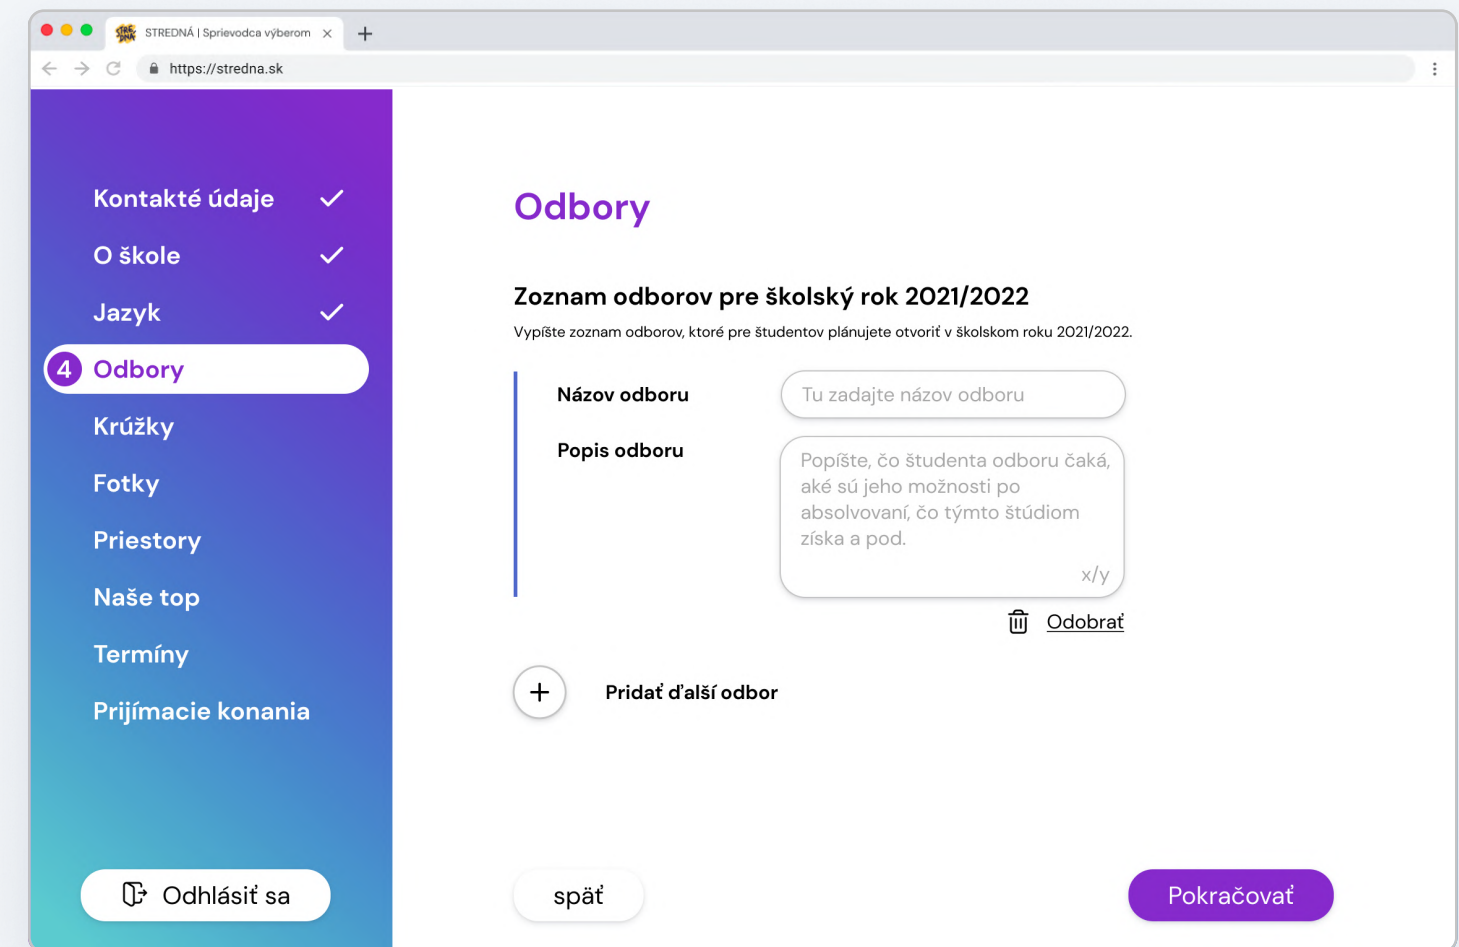 STREDNÁ | Sprievodca výberom
https://stredna.sk
Kontakté údaje
O škole
Jazyk
4 Odbory
Krúžky
Fotky
Priestory
Naše top
Termíny
Prijímacie konania
Odhlásiť sa
Odbory
Zoznam odborov pre školský rok 2021/2022
Vypíšte zoznam odborov, ktoré pre študentov plánujete otvoriť v školskom roku 2021/2022.
Názov odboru
Tu zadajte názov odboru
Popis odboru
Popíšte, čo študenta odboru čaká,
aké sú jeho možnosti po
absolvovaní, čo týmto štúdiom
získa a pod.
x/y
Odobrať
Pridať ďalší odbor
späť
Pokračovať